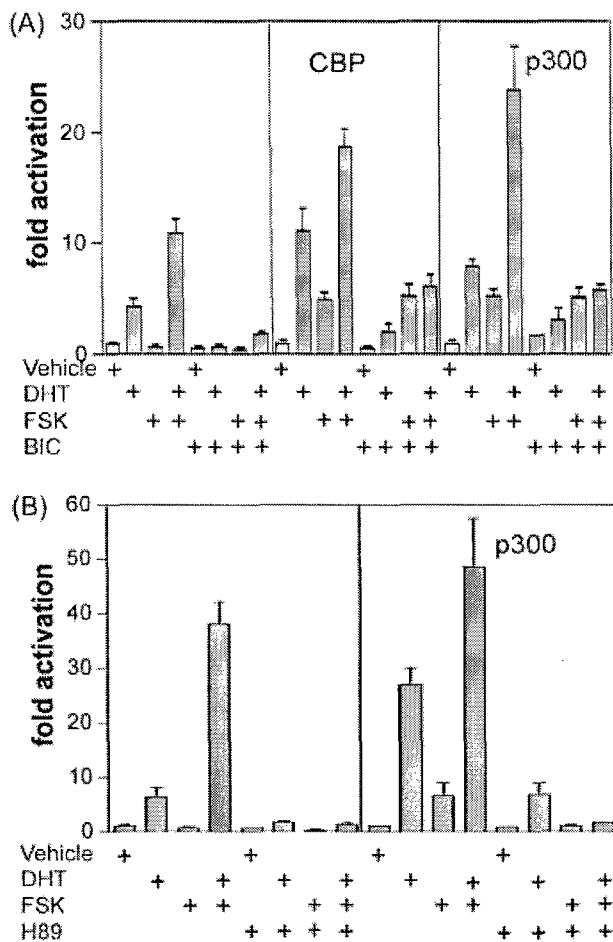 (A)
fold activation
30
20
10
0
CBP
p300
Vehicle + + + + + +
DHT + + + + + + + + + + + +
FSK + + + + + + + + + + + +
BIC + + + + + + + + + + + +
(B)
fold activation
60
50
40
30
20
10
0
p300
Vehicle + + + +
DHT + + + + + + + +
FSK + + + + + + + +
H89 + + + + + + + +